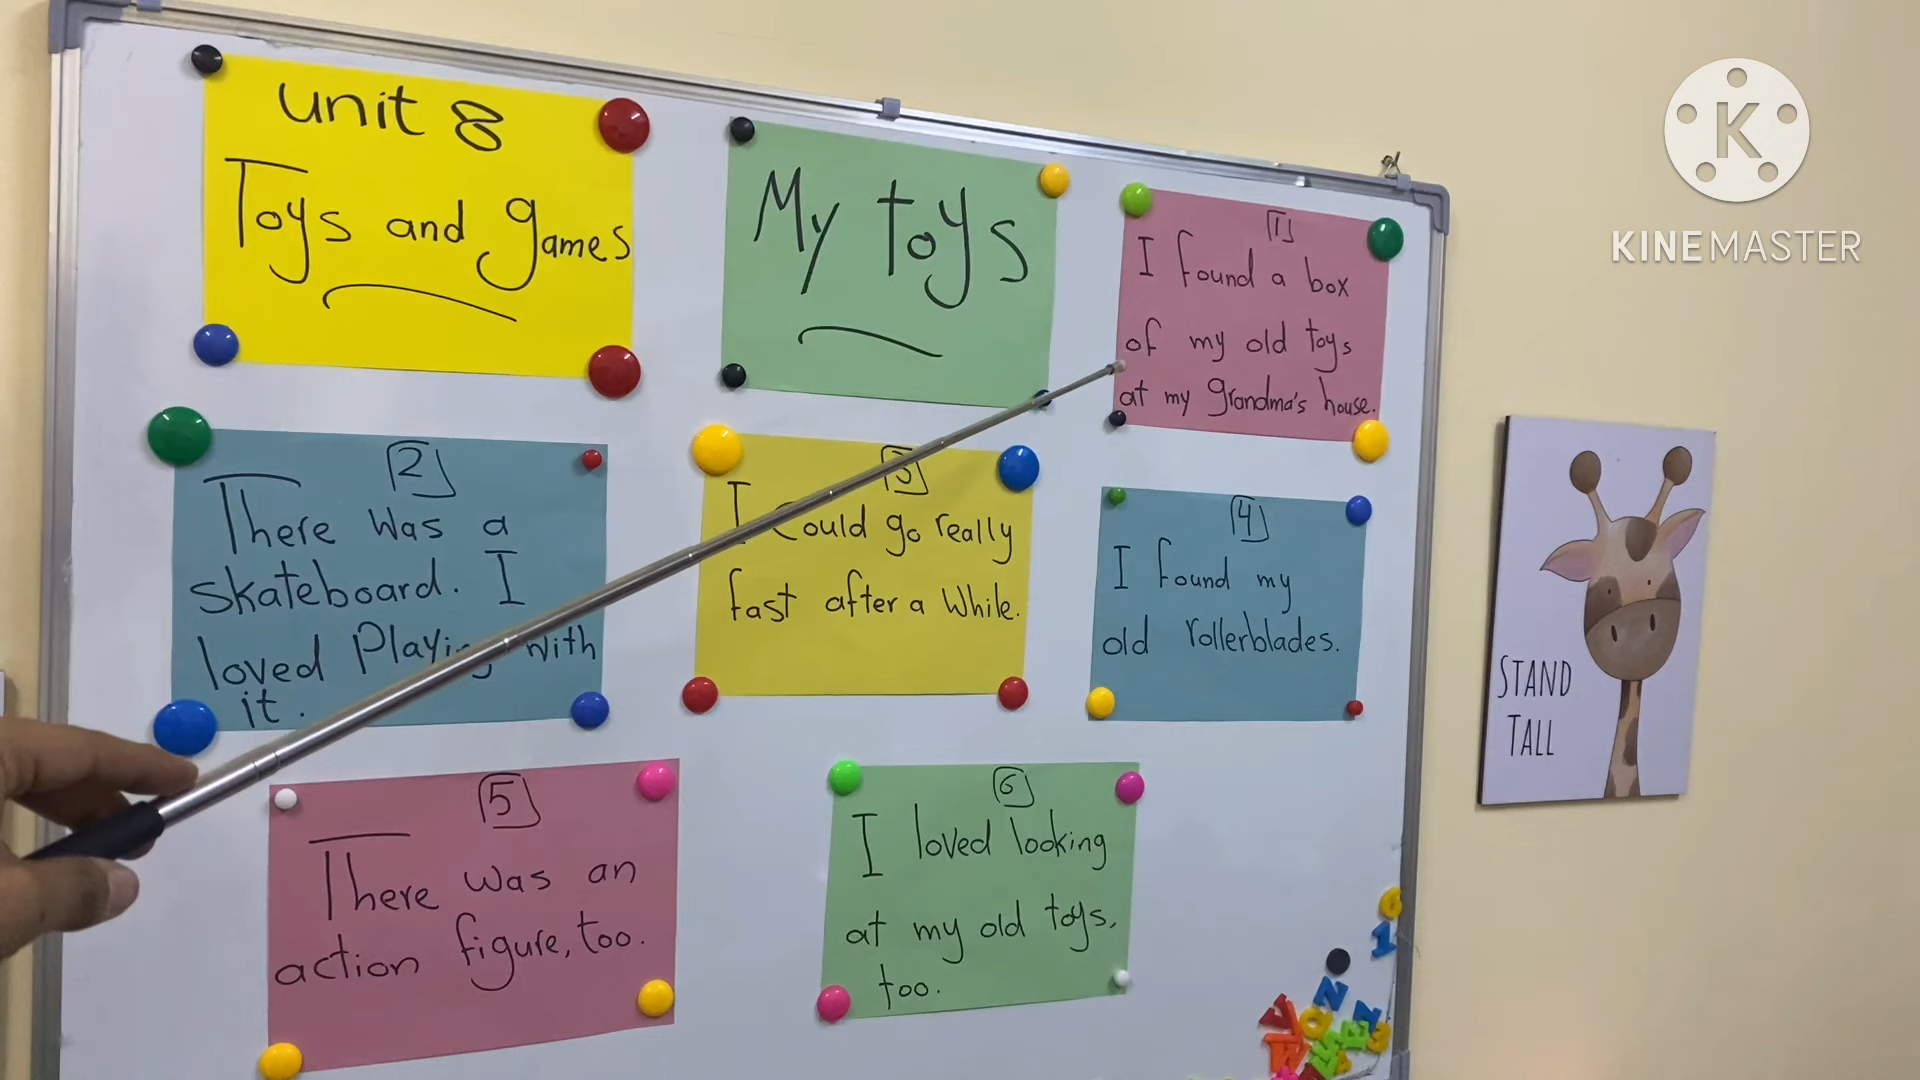 unit 8
Toys and games
My toys
1
I found a box
of my old toys
at my grandma's house.
2
There was a
skateboard. I
loved Playing with
it.
3
I could go really
fast after a while.
4
I found my
old rollerblades.
5
There was an
action figure, too.
6
I loved looking
at my old toys,
too.
STAND
TALL
K
KINEMASTER